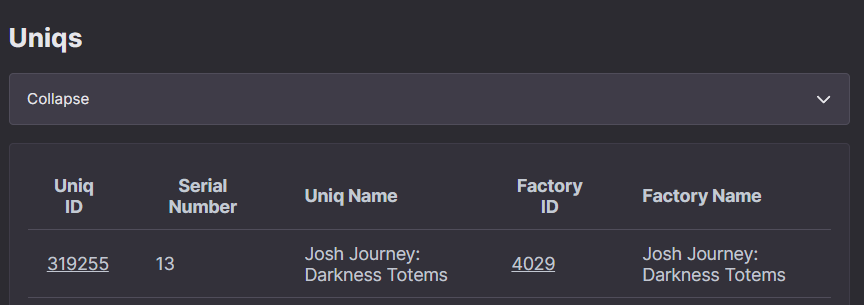 Uniqs
Collapse
Uniq ID
Serial Number
Uniq Name
Factory ID
Factory Name
319255
13
Josh Journey:
Darkness Totems
4029
Josh Journey:
Darkness Totems